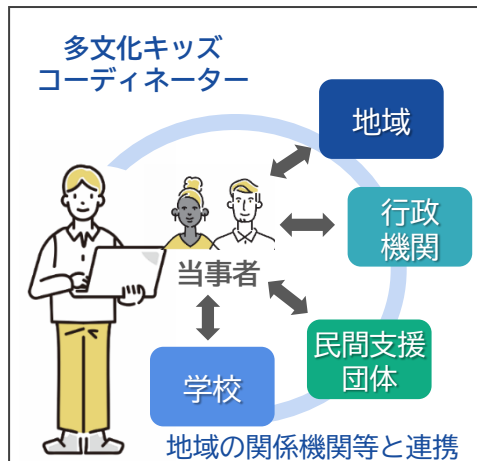 多文化キッズ
コーディネーター
地域
行政
機関
当事者
民間支援
団体
学校
地域の関係機関等と連携